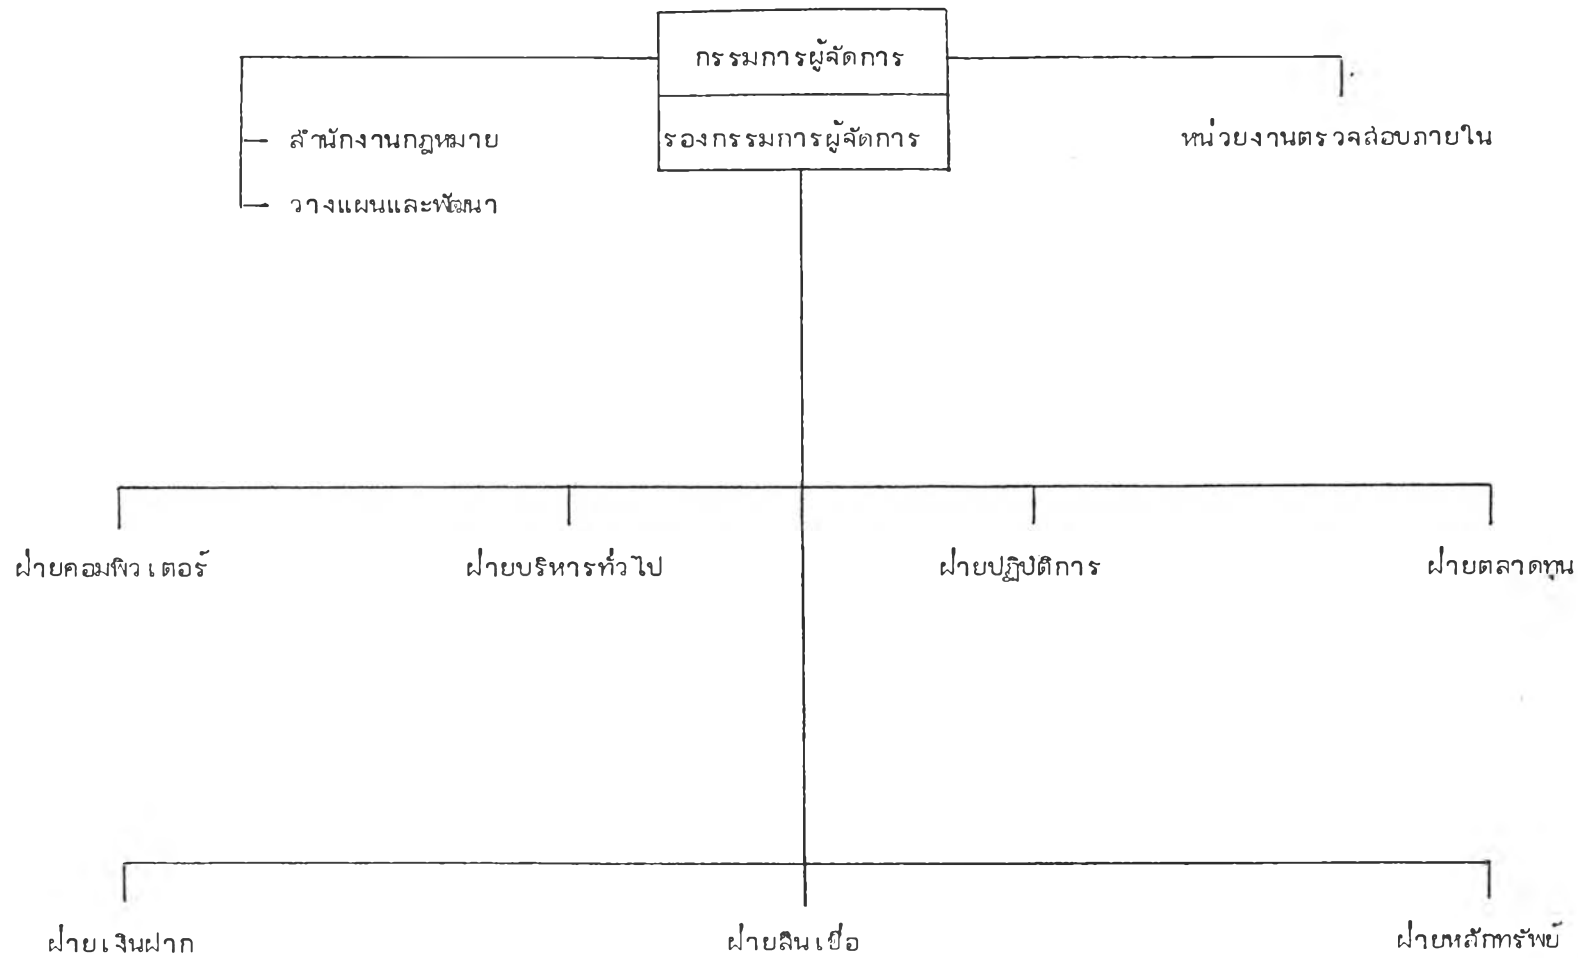 กรรมการผู้จัดการ
รองกรรมการผู้จัดการ
สำนักงานกฎหมาย
วางแผนและพัฒนา
หน่วยงานตรวจสอบภายใน
ฝ่ายคอมพิวเตอร์
ฝ่ายบริหารทั่วไป
ฝ่ายปฏิบัติการ
ฝ่ายตลาดทุน
ฝ่ายเงินฝาก
ฝ่ายสินเชื่อ
ฝ่ายหลักทรัพย์